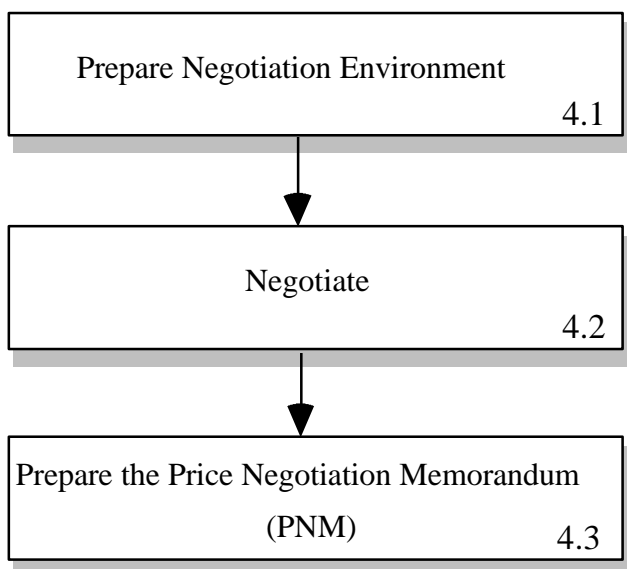 Prepare Negotiation Environment
4.1
Negotiate
4.2
Prepare the Price Negotiation Memorandum
(PNM)
4.3